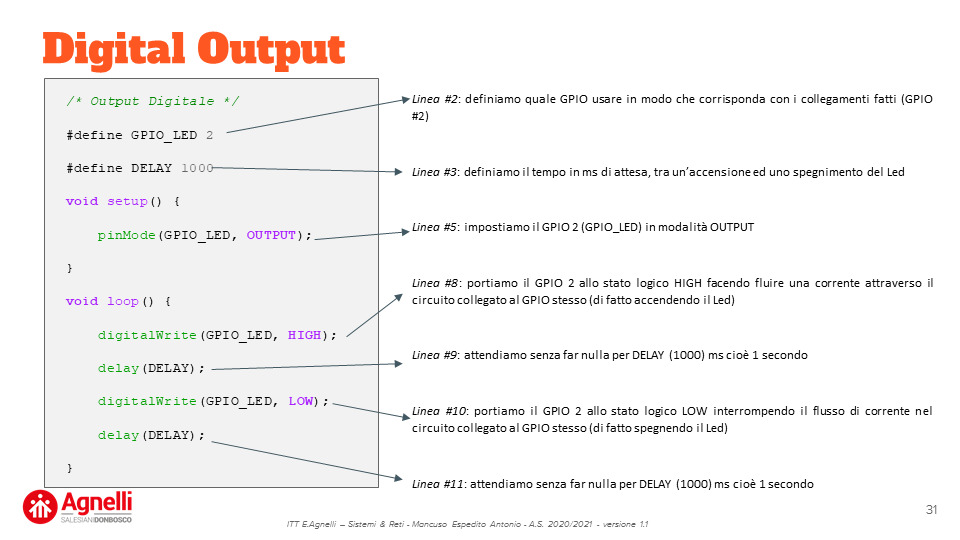 Digital Output
/* Output Digitale */
#define GPIO_LED 2
#define DELAY 1000
void setup() {
pinMode(GPIO_LED, OUTPUT);
}
void loop() {
digitalWrite(GPIO_LED, HIGH);
delay(DELAY);
digitalWrite(GPIO_LED, LOW);
delay(DELAY);
}
Linea #2: definiamo quale GPIO usare in modo che corrisponda con i collegamenti fatti (GPIO
#2)
Linea #3: definiamo il tempo in ms di attesa, tra un'accensione ed uno spegnimento del Led
Linea #5: impostiamo il GPIO 2 (GPIO_LED) in modalità OUTPUT
Linea #8: portiamo il GPIO 2 allo stato logico HIGH facendo fluire una corrente attraverso il
circuito collegato al GPIO stesso (di fatto accendendo il Led)
Linea #9: attendiamo senza far nulla per DELAY (1000) ms cioè 1 secondo
Linea #10: portiamo il GPIO 2 allo stato logico LOW interrompendo il flusso di corrente nel
circuito collegato al GPIO stesso (di fatto spegnendo il Led)
Linea #11: attendiamo senza far nulla per DELAY (1000) ms cioè 1 secondo
Agnelli
SALESIANI DONBOSCO
ITT E.Agnelli – Sistemi & Reti - Mancuso Espedito Antonio - A.S. 2020/2021 - versione 1.1
31